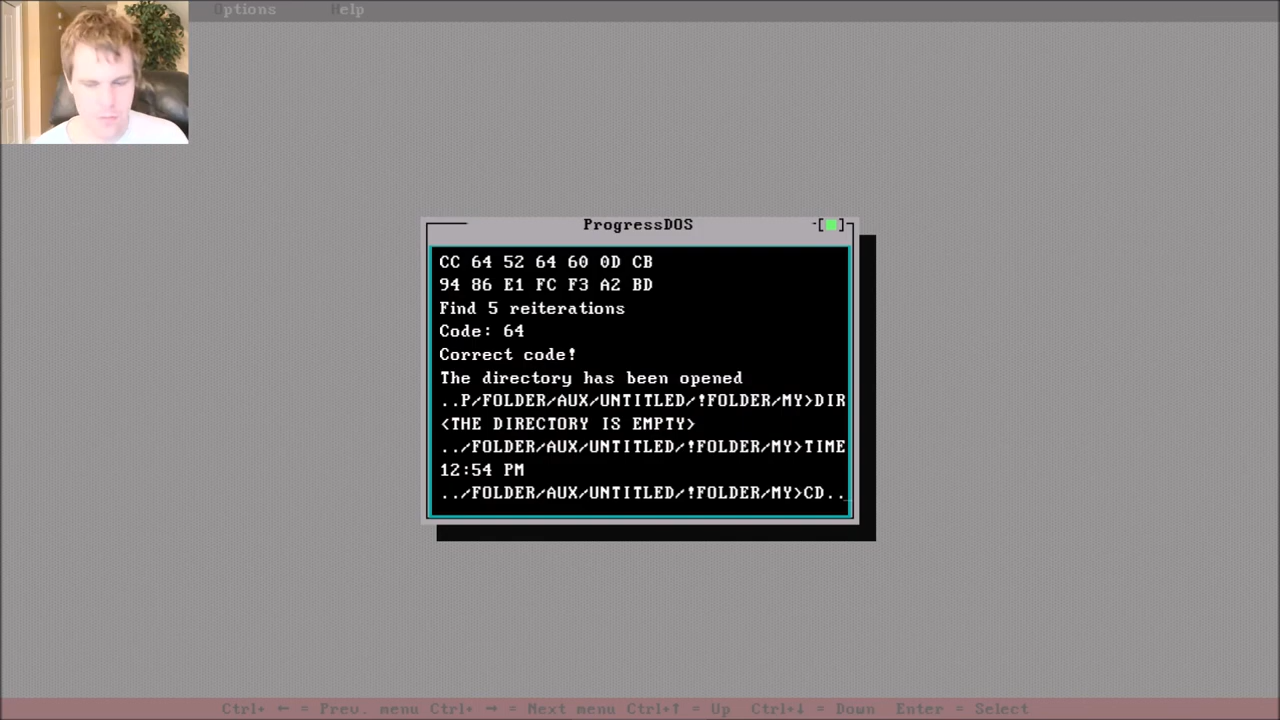 Options Help
ProgressDOS
CC 64 52 64 60 0D CB
94 86 E1 FC F3 A2 BD
Find 5 reiterations
Code: 64
Correct code!
The directory has been opened
..P/FOLDER/AUX/UNTITLED/!FOLDER/MY>DIR
<THE DIRECTORY IS EMPTY>
../FOLDER/AUX/UNTITLED/!FOLDER/MY>TIME
12:54 PM
../FOLDER/AUX/UNTITLED/!FOLDER/MY>CD.._
Ctrl+ ← = Prev. menu Ctrl+ → = Next menu Ctrl+↑ = Up Ctrl+↓ = Down Enter = Select